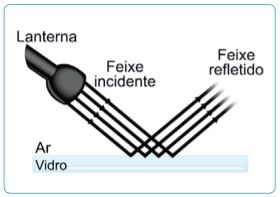 Lanterna
Feixe
incidente
Feixe
refletido
Ar
Vidro